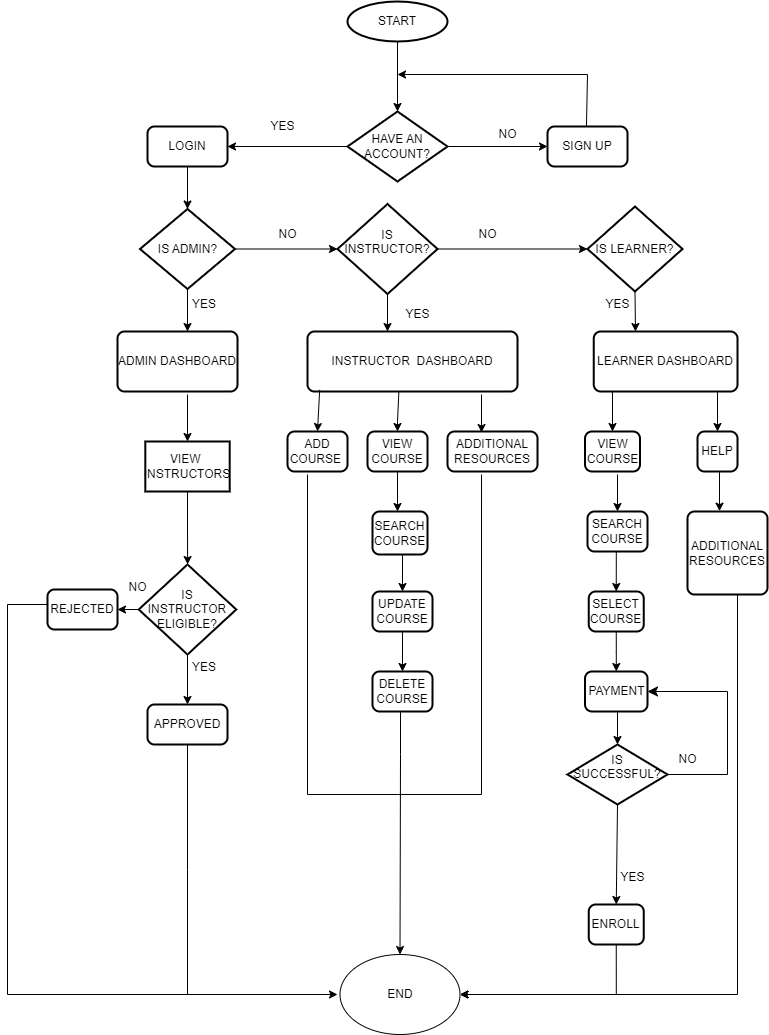 START
YES
HAVE AN
ACCOUNT?
NO
LOGIN
SIGN UP
IS ADMIN?
NO
IS
INSTRUCTOR?
NO
IS LEARNER?
YES
YES
YES
ADMIN DASHBOARD
INSTRUCTOR DASHBOARD
LEARNER DASHBOARD
ADD
COURSE
VIEW
COURSE
ADDITIONAL
RESOURCES
VIEW
COURSE
HELP
VIEW
NSTRUCTORS
SEARCH
COURSE
SEARCH
COURSE
ADDITIONAL
RESOURCES
NO
REJECTED
IS
INSTRUCTOR
ELIGIBLE?
UPDATE
COURSE
SELECT
COURSE
YES
DELETE
COURSE
PAYMENT
APPROVED
IS
SUCCESSFUL?
NO
YES
ENROLL
END